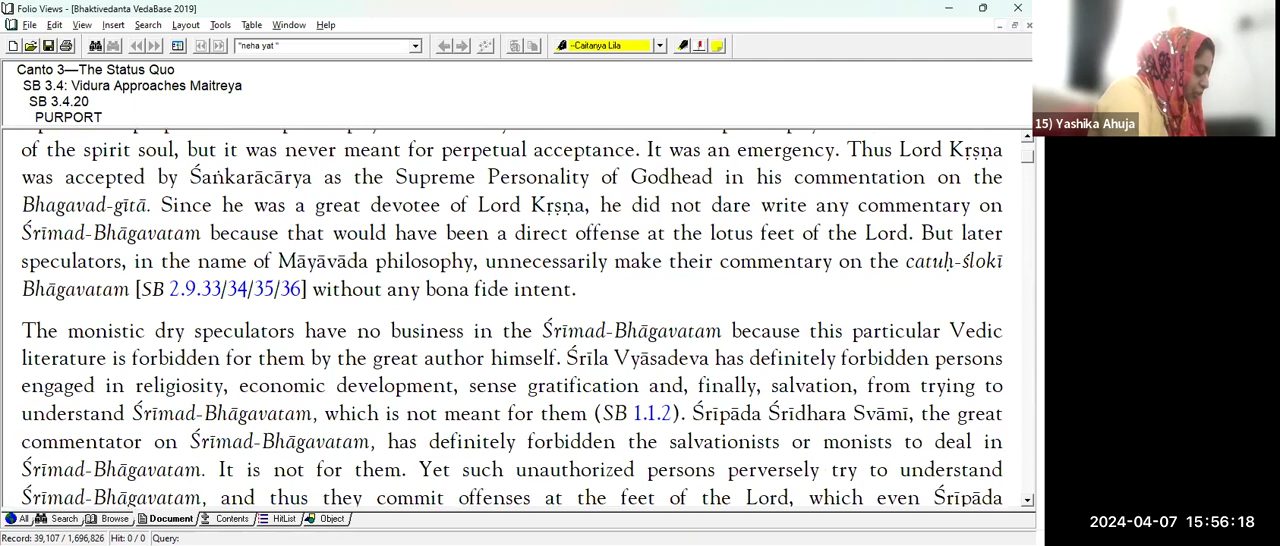 Folio Views - [Bhaktivedanta VedaBase 2019]
File Edit View Insert Search Layout Tools Table Window Help
"neha yat"
--Caitanya Lila
Canto 3—The Status Quo
SB 3.4: Vidura Approaches Maitreya
SB 3.4.20
PURPORT
of the spirit soul, but it was never meant for perpetual acceptance. It was an emergency. Thus Lord Kṛṣṇa
was accepted by Śaṅkarācārya as the Supreme Personality of Godhead in his commentation on the
Bhagavad-gītā. Since he was a great devotee of Lord Kṛṣṇa, he did not dare write any commentary on
Śrīmad-Bhāgavatam because that would have been a direct offense at the lotus feet of the Lord. But later
speculators, in the name of Māyāvāda philosophy, unnecessarily make their commentary on the catuḥ-ślokī
Bhāgavatam [SB 2.9.33/34/35/36] without any bona fide intent.
The monistic dry speculators have no business in the Śrīmad-Bhāgavatam because this particular Vedic
literature is forbidden for them by the great author himself. Śrīla Vyāsadeva has definitely forbidden persons
engaged in religiosity, economic development, sense gratification and, finally, salvation, from trying to
understand Śrīmad-Bhāgavatam, which is not meant for them (SB 1.1.2). Śrīpāda Śrīdhara Svāmī, the great
commentator on Śrīmad-Bhāgavatam, has definitely forbidden the salvationists or monists to deal in
Śrīmad-Bhāgavatam. It is not for them. Yet such unauthorized persons perversely try to understand
Śrīmad-Bhāgavatam, and thus they commit offenses at the feet of the Lord, which even Śrīpāda
All Search Browse Document Contents HitList Object
Record: 39,107 / 1,696,826 Hit: 0 / 0 Query:
15) Yashika Ahuja
2024-04-07 15:56:18